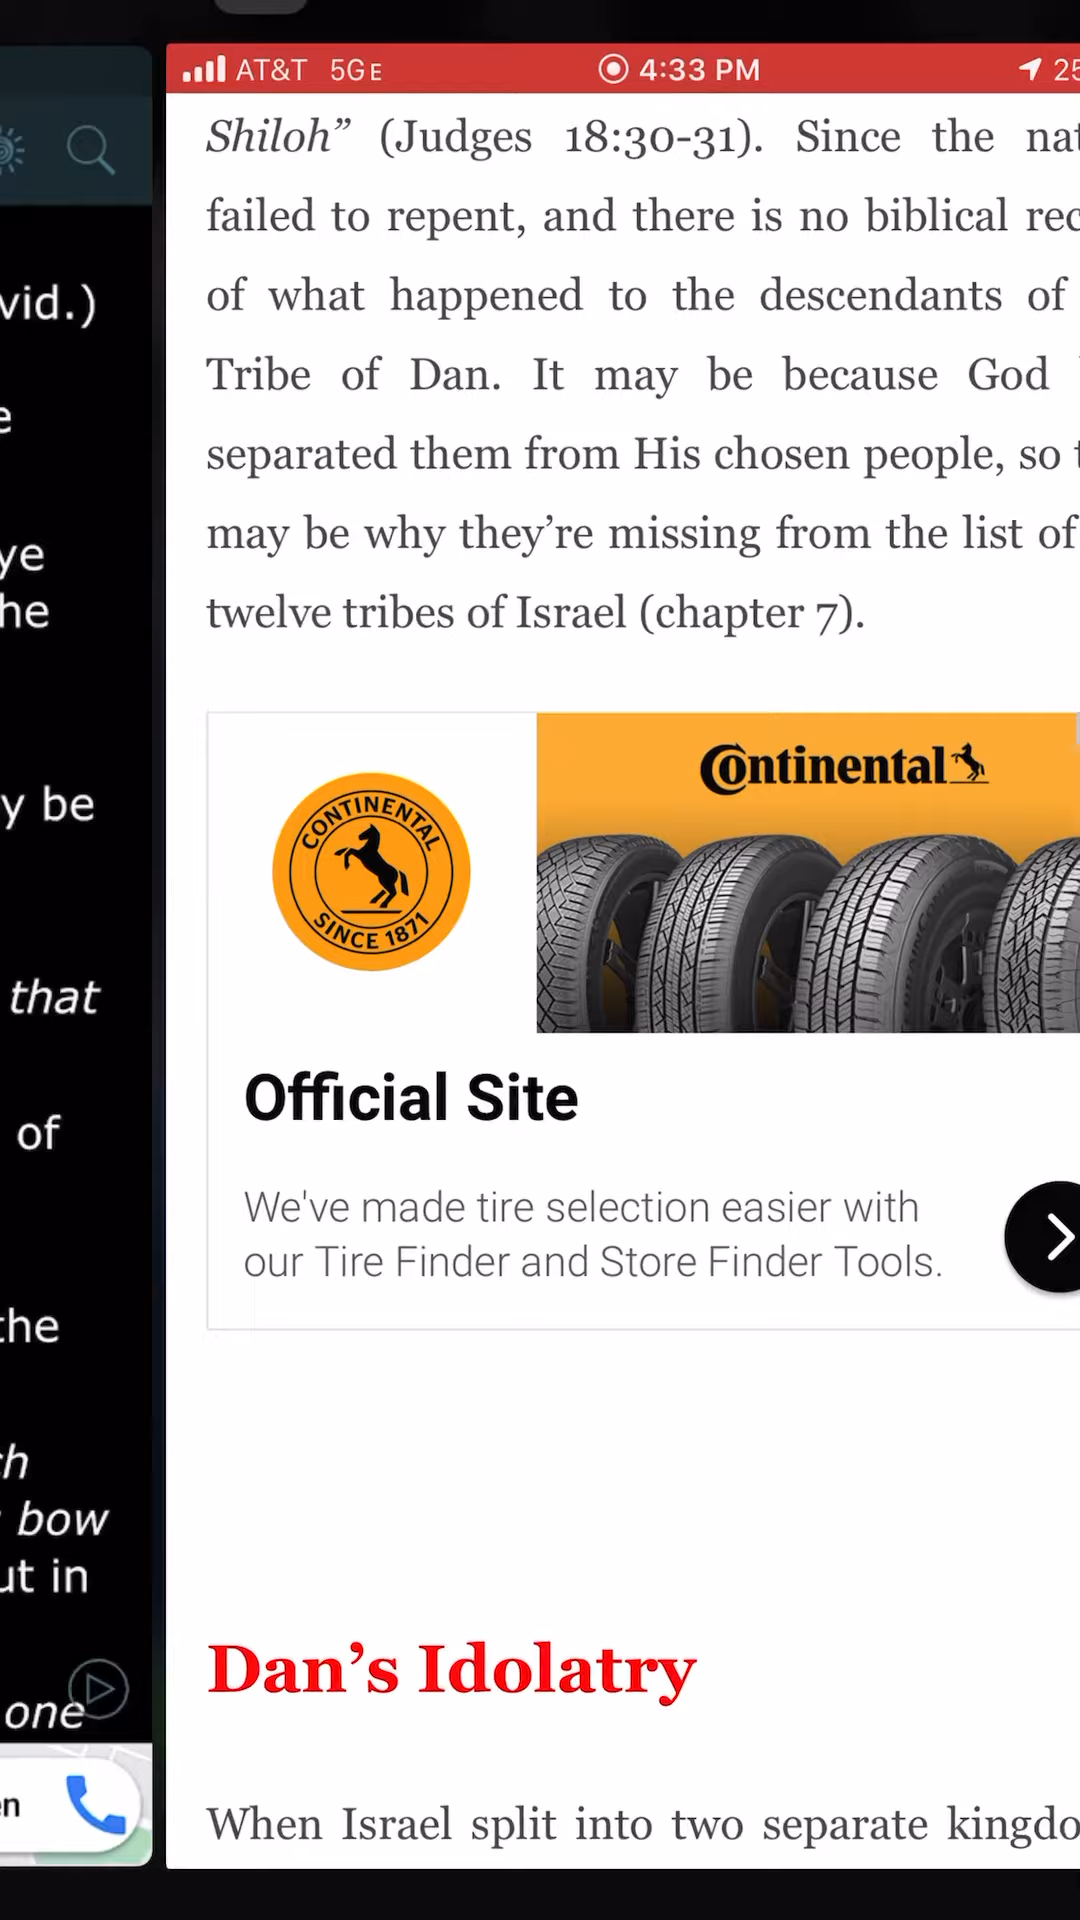 AT&T 5GE 4:33 PM 25
Shiloh” (Judges 18:30-31). Since the
failed to repent, and there is no biblical
of what happened to the descendants of
Tribe of Dan. It may be because God
separated them from His chosen people, so
may be why they’re missing from the list of
twelve tribes of Israel (chapter 7).
CONTINENTAL
SINCE 1871
Continental
Official Site
We've made tire selection easier with
our Tire Finder and Store Finder Tools.
Dan’s Idolatry
When Israel split into two separate
vid.)
ye
he
y be
that
of
the
bow
ut in
one